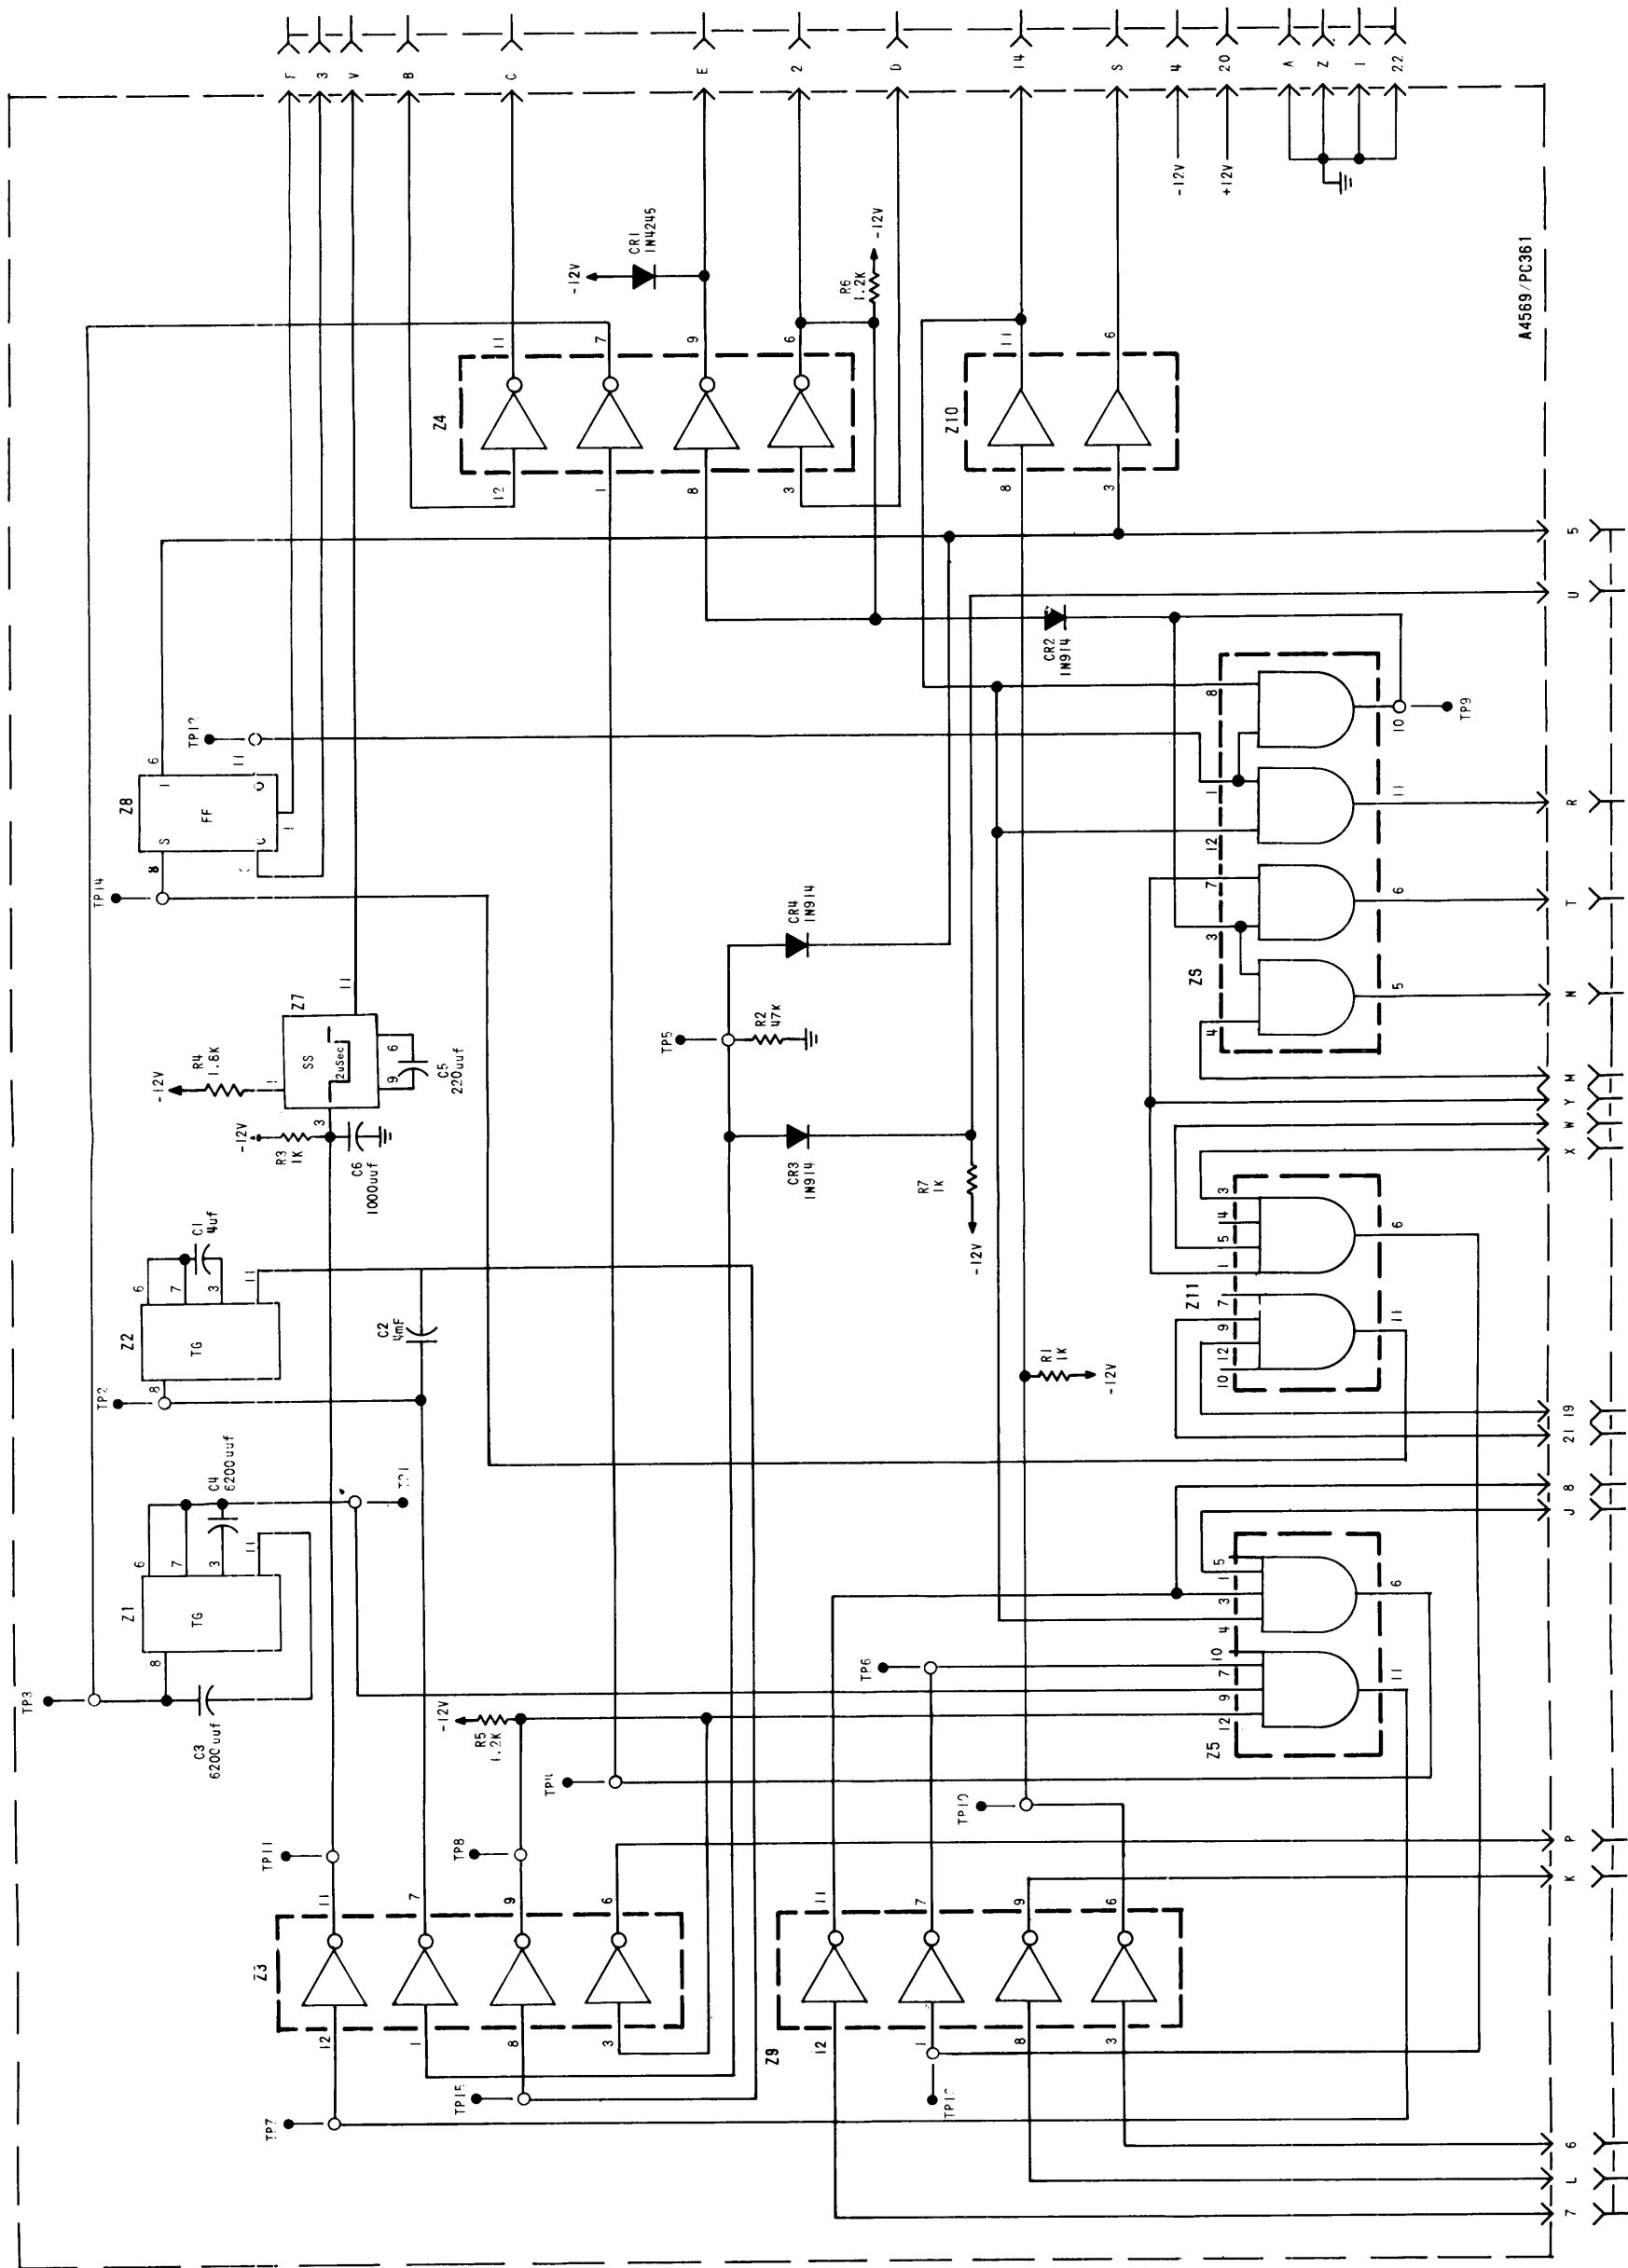 F
3
V
B
C
E
2
D
14
S
4
20
A
Z
1
22
-12V
+12V
A4569/PC361
CR1
1N4245
-12V
R6
1.2K
-12V
Z4
11
7
9
6
12
1
8
3
Z10
11
6
8
3
Z8
FF
S
1
C
6
11
8
1
TP14
CR2
1N914
CR4
1N914
TP5
R2
47K
CR3
1N914
R7
1K
-12V
Z7
SS
2uSec
11
6
9
3
1
C5
220uuf
-12V
R4
1.8K
-12V
R3
1K
C6
1000uuf
Z2
TG
6
7
3
11
8
C1
4uf
TP2
C2
4mF
Z1
TG
6
7
3
11
8
C4
6200uuf
TP3
C3
6200uuf
-12V
R5
1.2K
R1
1K
-12V
TP6
TP8
TP11
TP7
TP15
Z3
11
7
9
6
12
1
8
3
Z9
11
7
9
6
12
1
8
3
8
1
12
7
3
4
10
11
6
5
TP9
Z11
3
4
5
1
7
9
12
10
6
11
Z5
5
1
3
4
10
7
9
12
6
11
5
U
R
T
N
M
Y
W
X
19
21
8
J
P
K
6
L
7